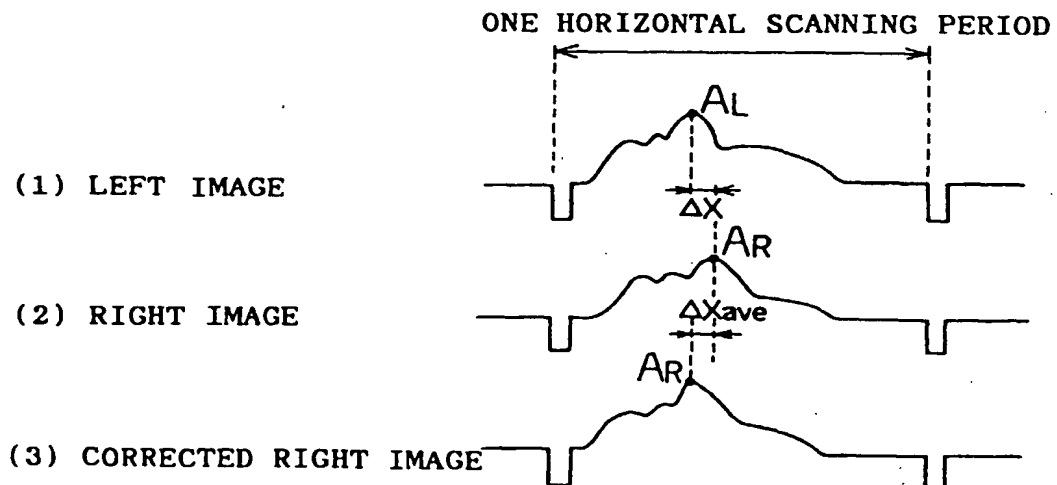 ONE HORIZONTAL SCANNING PERIOD
AL
(1) LEFT IMAGE
ΔX
AR
(2) RIGHT IMAGE
ΔXave
AR
(3) CORRECTED RIGHT IMAGE